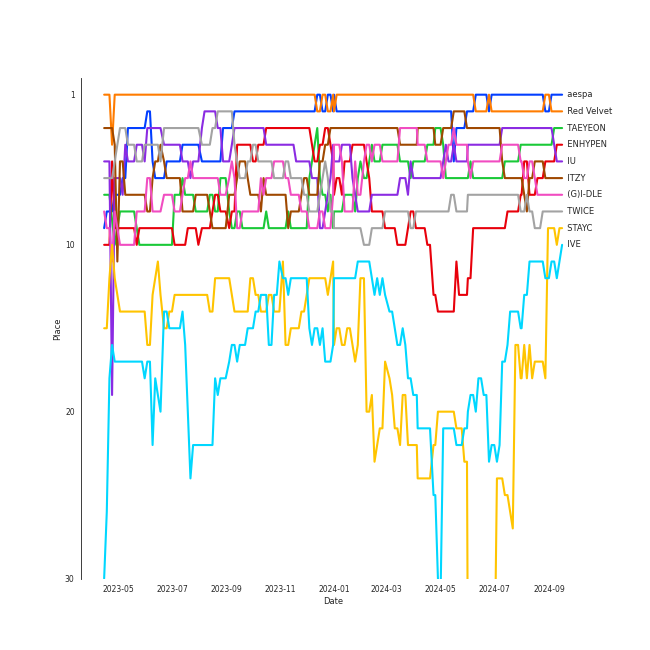 1
10
20
30
Place
2023-05
2023-07
2023-09
2023-11
2024-01
2024-03
2024-05
2024-07
2024-09
Date
aespa
Red Velvet
TAEYEON
ENHYPEN
IU
ITZY
(G)I-DLE
TWICE
STAYC
IVE